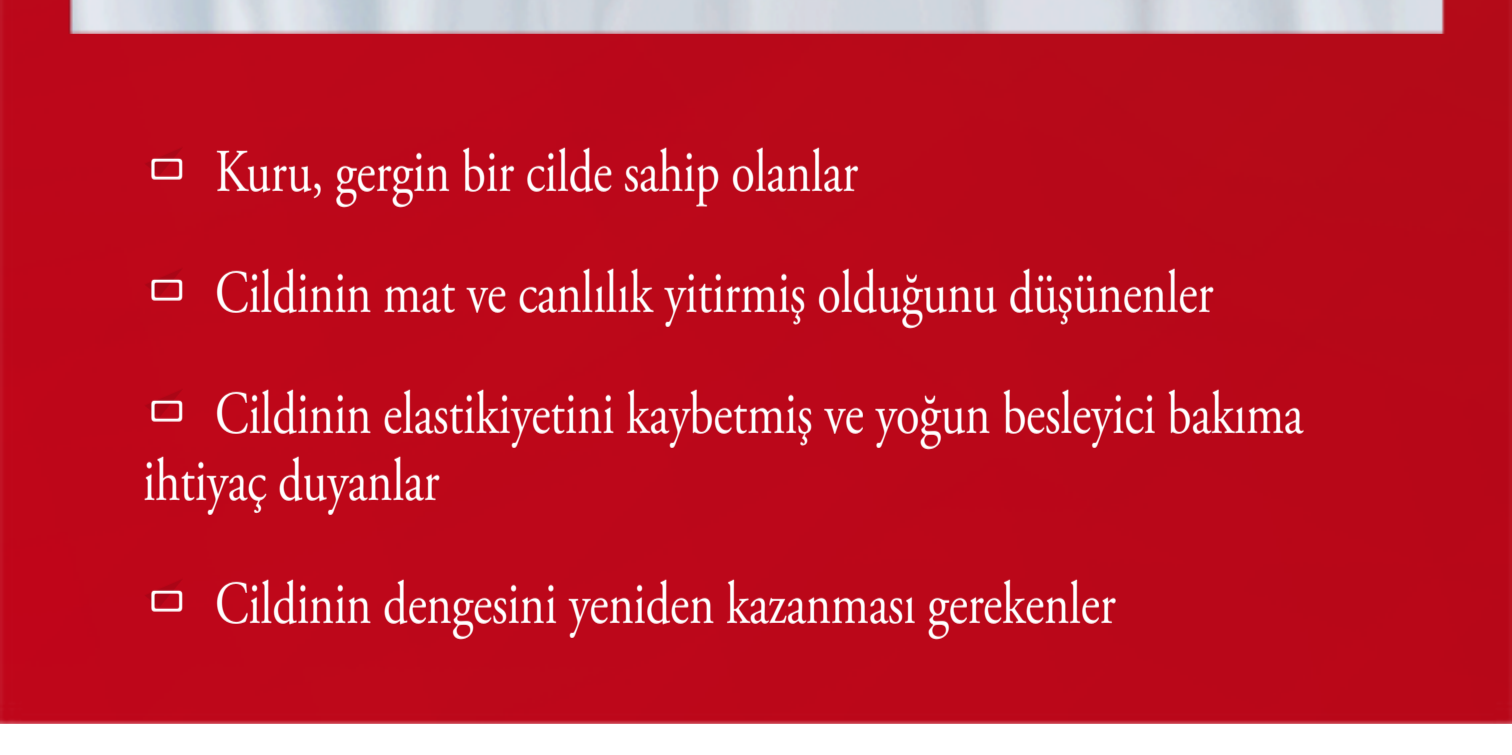 ▭ Kuru, gergin bir cilde sahip olanlar
▭ Cildinin mat ve canlılık yitirmiş olduğunu düşünenler
▭ Cildinin elastikiyetini kaybetmiş ve yoğun besleyici bakıma
ihtiyaç duyanlar
▭ Cildinin dengesini yeniden kazanması gerekenler